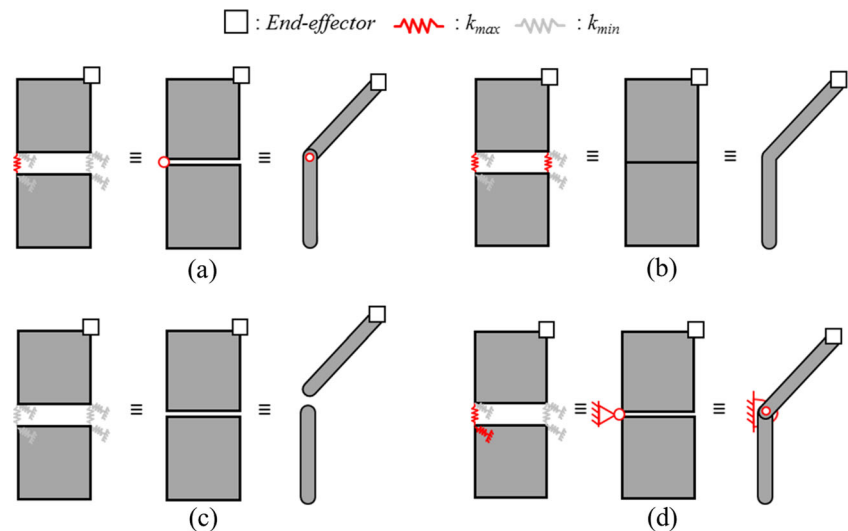 : End-effector : kmax : kmin
≡ ≡ ≡ ≡
(a) (b)
≡ ≡ ≡ ≡
(c) (d)